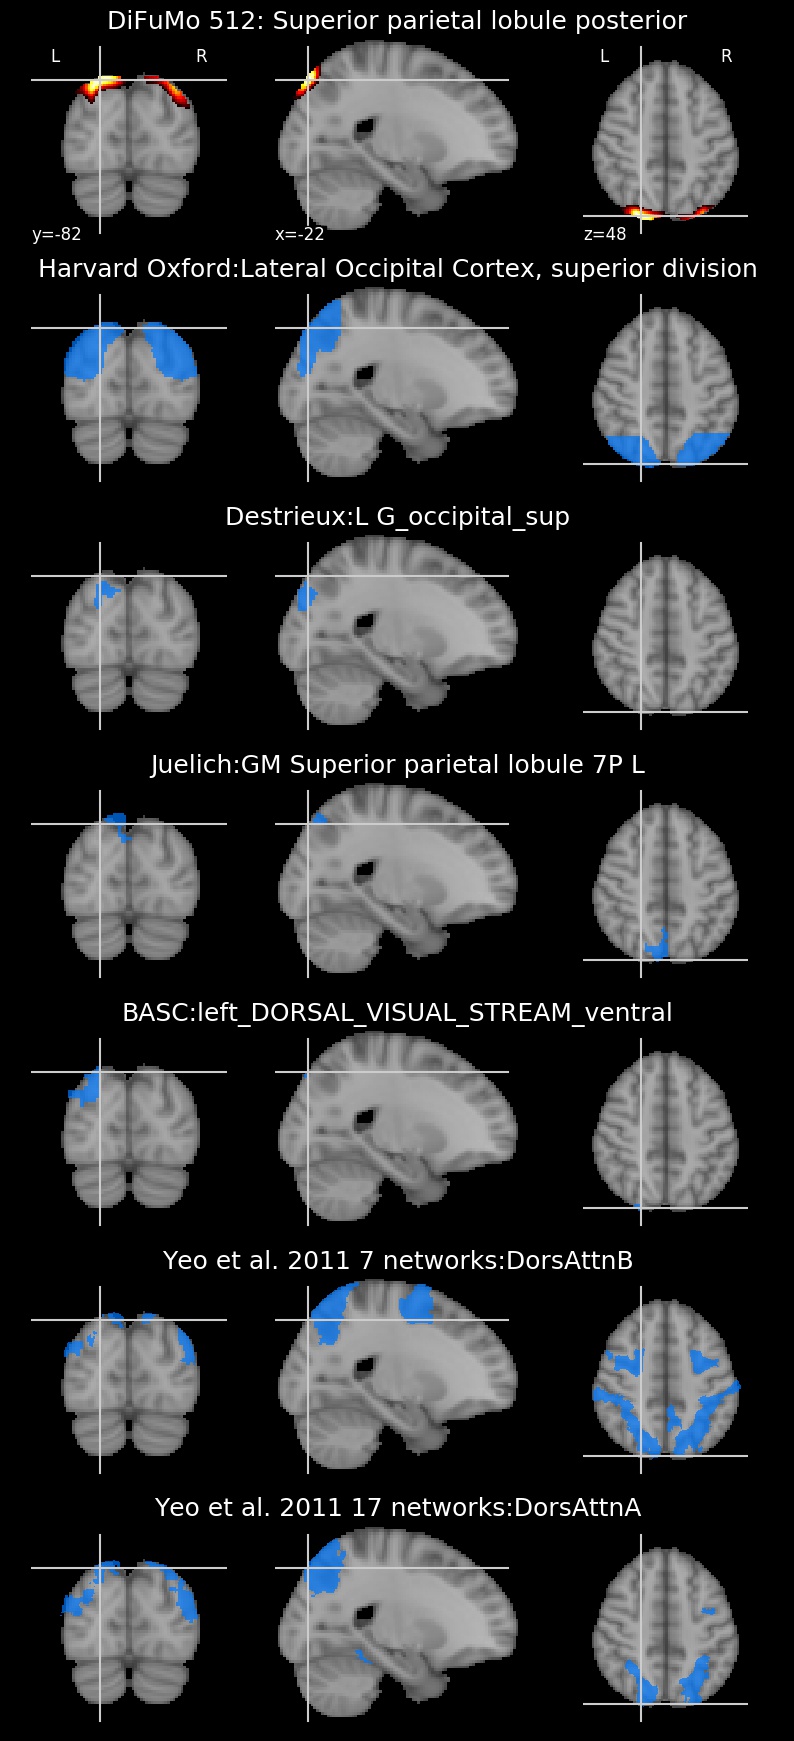 DiFuMo 512: Superior parietal lobule posterior
L R L R
y=-82 x=-22 z=48
Harvard Oxford:Lateral Occipital Cortex, superior division
Destrieux:L G_occipital_sup
Juelich:GM Superior parietal lobule 7P L
BASC:left_DORSAL_VISUAL_STREAM_ventral
Yeo et al. 2011 7 networks:DorsAttnB
Yeo et al. 2011 17 networks:DorsAttnA